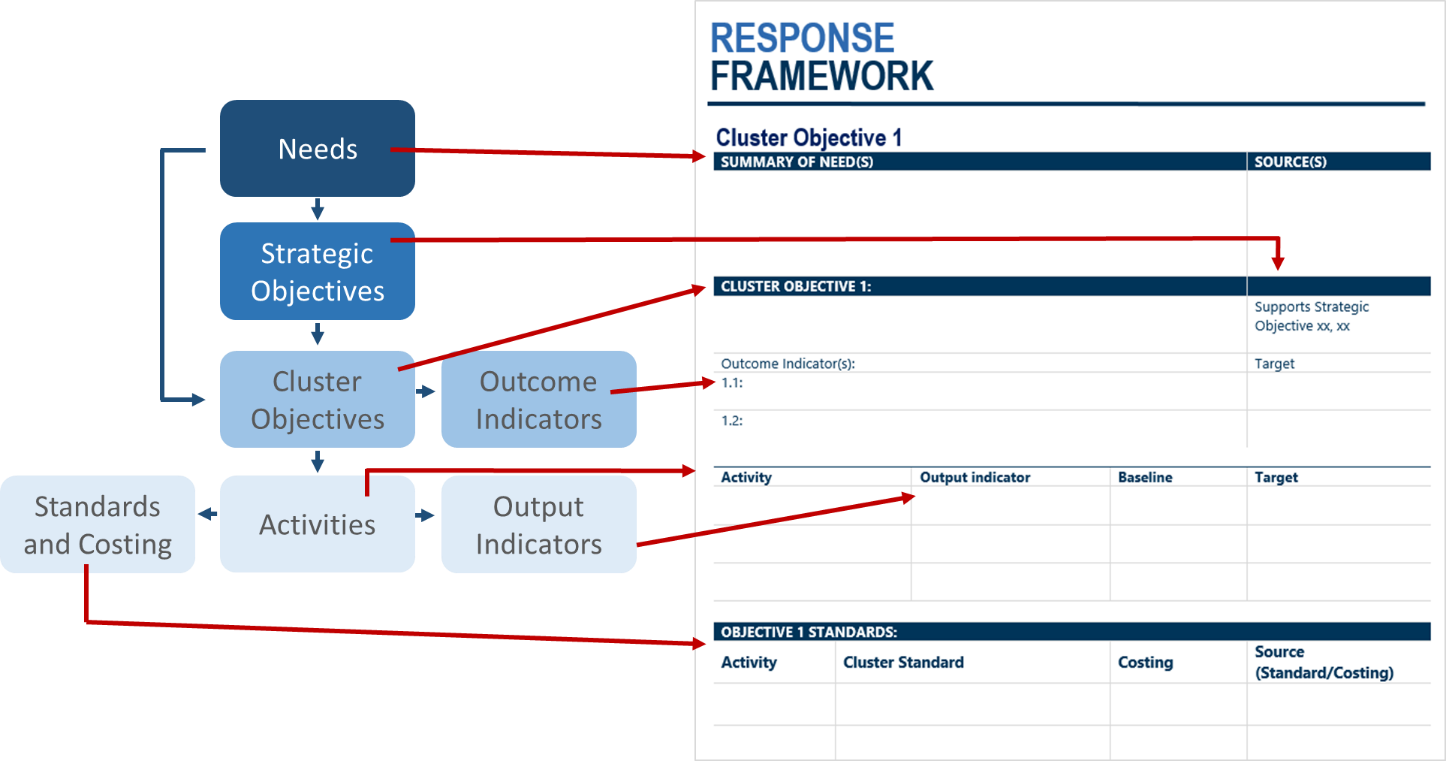 Needs
Strategic
Objectives
Cluster
Objectives
Outcome
Indicators
Standards
and Costing
Activities
Output
Indicators
RESPONSE
FRAMEWORK
Cluster Objective 1
SUMMARY OF NEED(S) SOURCE(S)
CLUSTER OBJECTIVE 1:
Supports Strategic
Objective xx, xx
Outcome Indicator(s): Target
1.1:
1.2:
Activity Output indicator Baseline Target
OBJECTIVE 1 STANDARDS:
Activity Cluster Standard Costing Source
(Standard/Costing)